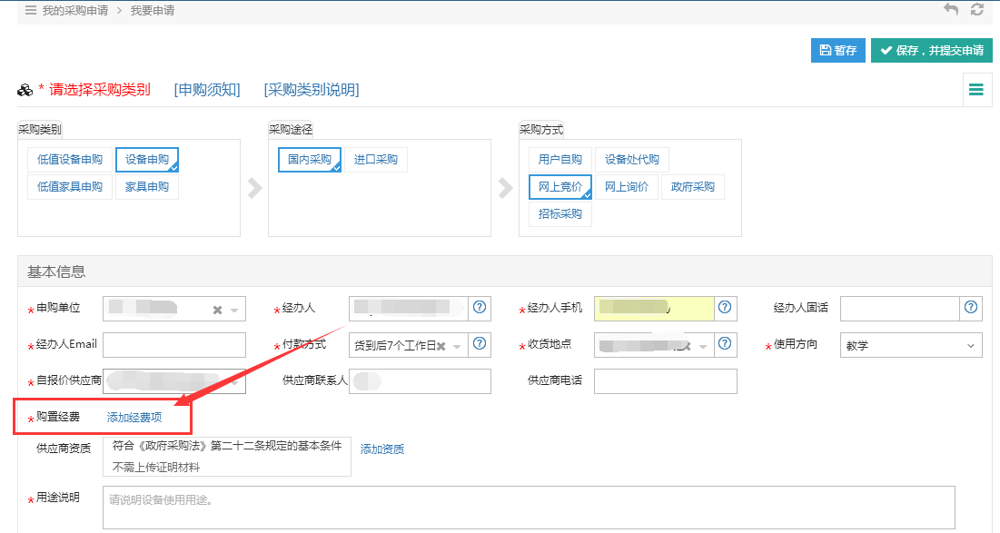 我的采购申请 > 我要申请
暂存 保存，并提交申请
* 请选择采购类别 [申购须知] [采购类别说明]
采购类别 采购途径 采购方式
低值设备申购 设备申购 国内采购 进口采购 用户自购 设备处代购
低值家具申购 家具申购 网上竞价 网上询价 政府采购
招标采购
基本信息
*申购单位 *经办人 *经办人手机 经办人固话
*经办人Email *付款方式 货到后7个工作日 *收货地点 *使用方向 教学
*自报价供应商 供应商联系人 供应商电话
*购置经费 添加经费项
供应商资质 符合《政府采购法》第二十二条规定的基本条件 添加资质
不需上传证明材料
*用途说明 请说明设备使用用途。